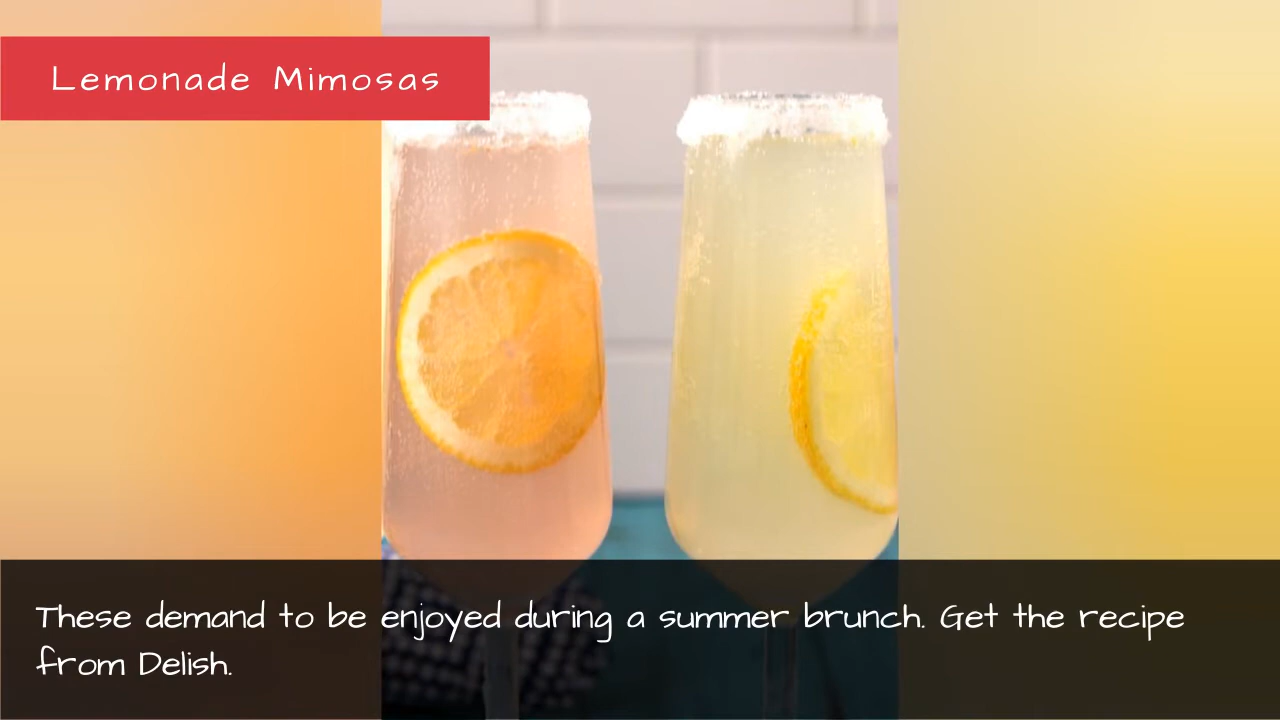 Lemonade Mimosas
These demand to be enjoyed during a summer brunch. Get the recipe
from Delish.